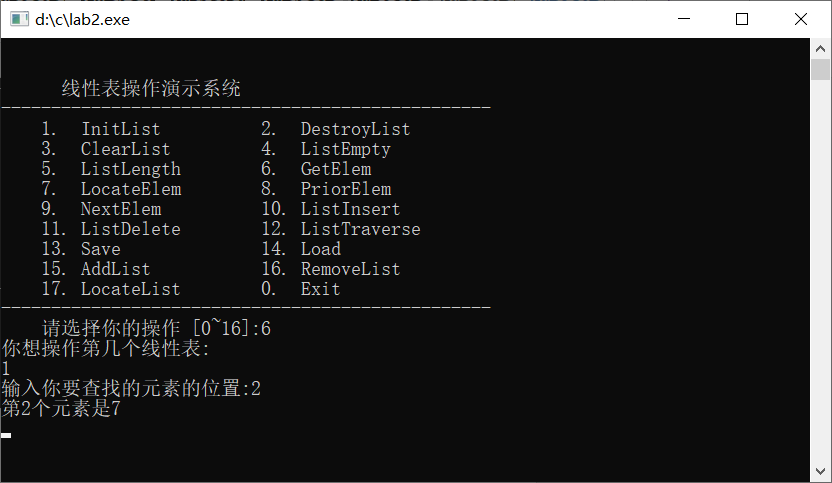 d:\c\lab2.exe
线性表操作演示系统
-------------------------------------------------
1. InitList 2. DestroyList
3. ClearList 4. ListEmpty
5. ListLength 6. GetElem
7. LocateElem 8. PriorElem
9. NextElem 10. ListInsert
11. ListDelete 12. ListTraverse
13. Save 14. Load
15. AddList 16. RemoveList
17. LocateList 0. Exit
-------------------------------------------------
请选择你的操作 [0~16]:6
你想操作第几个线性表:
1
输入你要查找的元素的位置:2
第2个元素是7